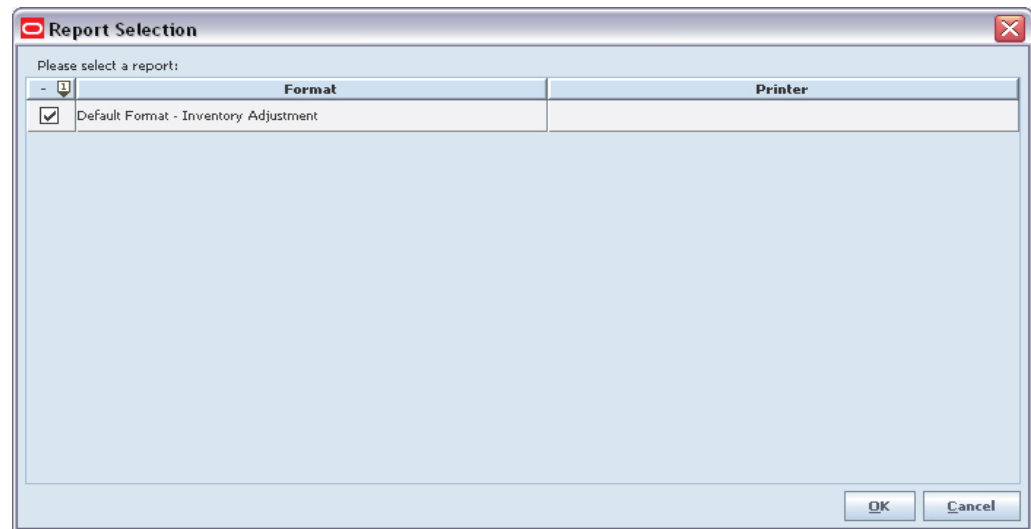 Report Selection
Please select a report:
- 1 Format Printer
Default Format - Inventory Adjustment
OK Cancel